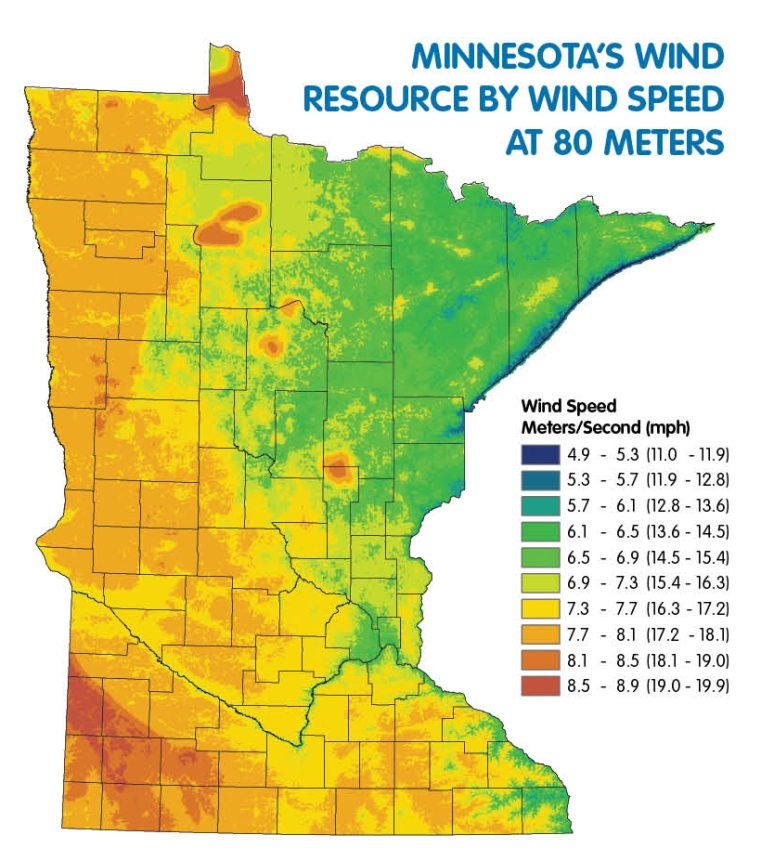 MINNESOTA'S WIND
RESOURCE BY WIND SPEED
AT 80 METERS
Wind Speed
Meters/Second (mph)
4.9 - 5.3 (11.0 - 11.9)
5.3 - 5.7 (11.9 - 12.8)
5.7 - 6.1 (12.8 - 13.6)
6.1 - 6.5 (13.6 - 14.5)
6.5 - 6.9 (14.5 - 15.4)
6.9 - 7.3 (15.4 - 16.3)
7.3 - 7.7 (16.3 - 17.2)
7.7 - 8.1 (17.2 - 18.1)
8.1 - 8.5 (18.1 - 19.0)
8.5 - 8.9 (19.0 - 19.9)